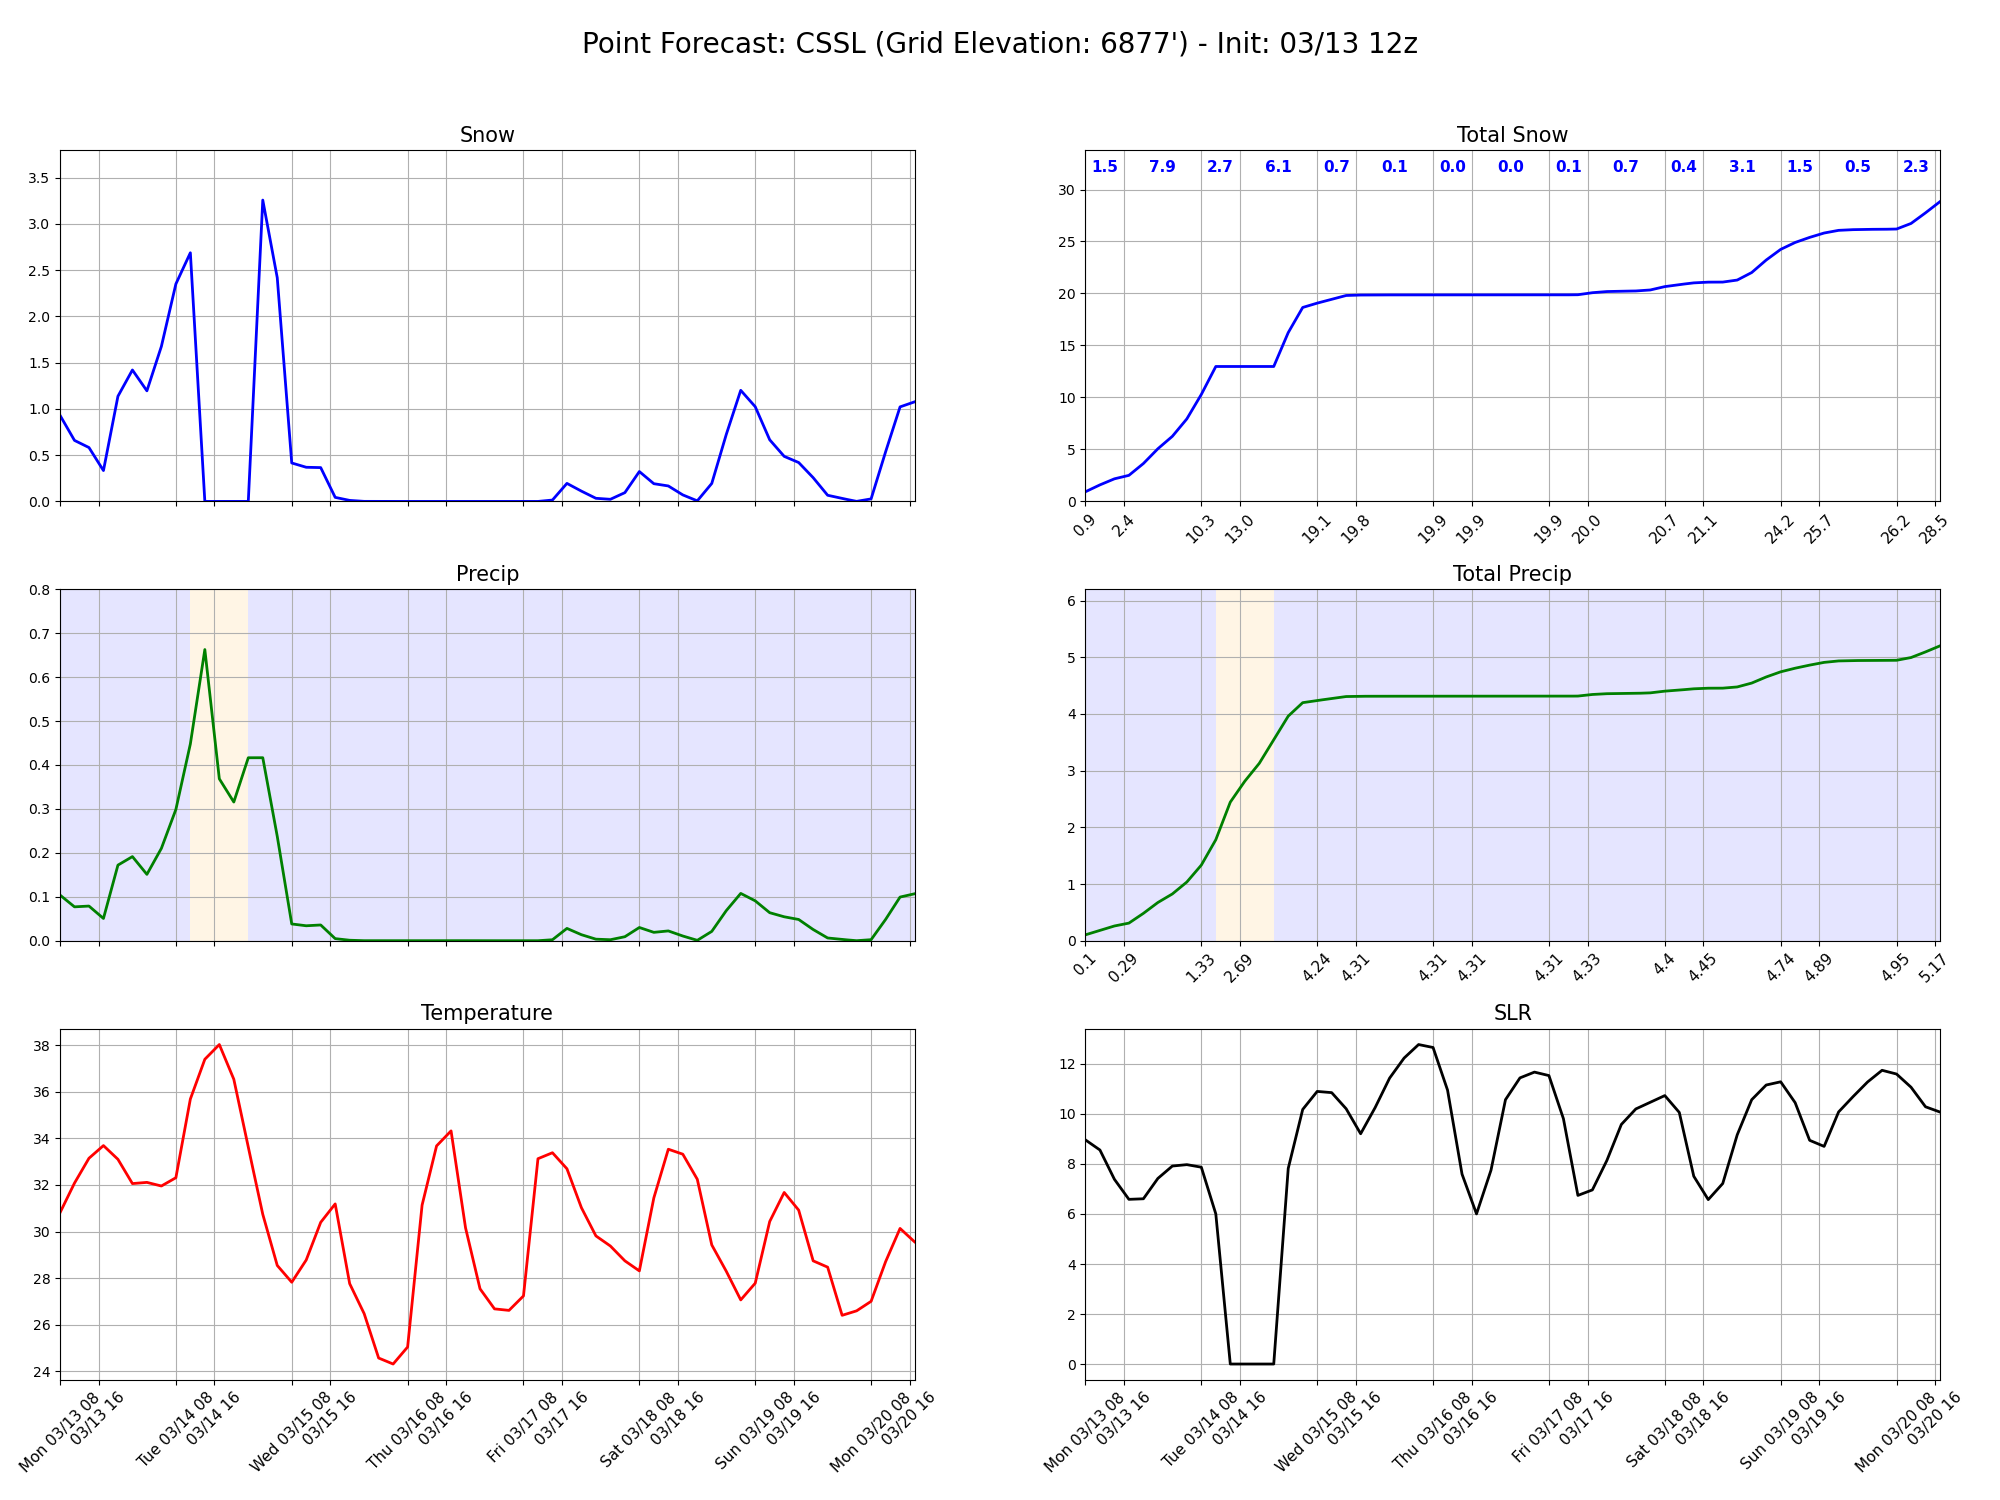 Point Forecast: CSSL (Grid Elevation: 6877') - Init: 03/13 12z
Snow
3.5
3.0
2.5
2.0
1.5
1.0
0.5
0.0
Total Snow
1.5 7.9 2.7 6.1 0.7 0.1 0.0 0.0 0.1 0.7 0.4 3.1 1.5 0.5 2.3
30
25
20
15
10
5
0
0.9 2.4 10.3 13.0 19.1 19.8 19.9 19.9 19.9 20.0 20.7 21.1 24.2 25.7 26.2 28.5
Precip
0.8
0.7
0.6
0.5
0.4
0.3
0.2
0.1
0.0
Total Precip
6
5
4
3
2
1
0
0.1 0.29 1.33 2.69 4.24 4.31 4.31 4.31 4.31 4.33 4.4 4.45 4.74 4.89 4.95 5.17
Temperature
38
36
34
32
30
28
26
24
Mon 03/13 08
03/13 16
Tue 03/14 08
03/14 16
Wed 03/15 08
03/15 16
Thu 03/16 08
03/16 16
Fri 03/17 08
03/17 16
Sat 03/18 08
03/18 16
Sun 03/19 08
03/19 16
Mon 03/20 08
03/20 16
SLR
12
10
8
6
4
2
0
Mon 03/13 08
03/13 16
Tue 03/14 08
03/14 16
Wed 03/15 08
03/15 16
Thu 03/16 08
03/16 16
Fri 03/17 08
03/17 16
Sat 03/18 08
03/18 16
Sun 03/19 08
03/19 16
Mon 03/20 08
03/20 16